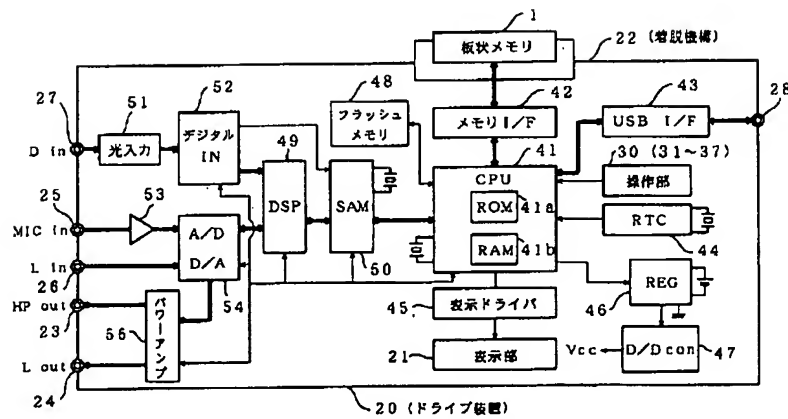 1
板状メモリ
22 (着脱機構)
27
51
52
48
42
43
28
D in
光入力
デジタル
IN
49
フラッシュ
メモリ
メモリ I/F
USB I/F
41
30 (31~37)
操作部
25
53
DSP
SAM
CPU
ROM
41a
RTC
MIC in
A/D
D/A
RAM
41b
44
L in
26
50
REG
HP out
54
45
表示ドライバ
46
23
56
パワーアンプ
21
表示部
Vcc
D/Dcon
47
L out
24
20 (ドライブ装置)